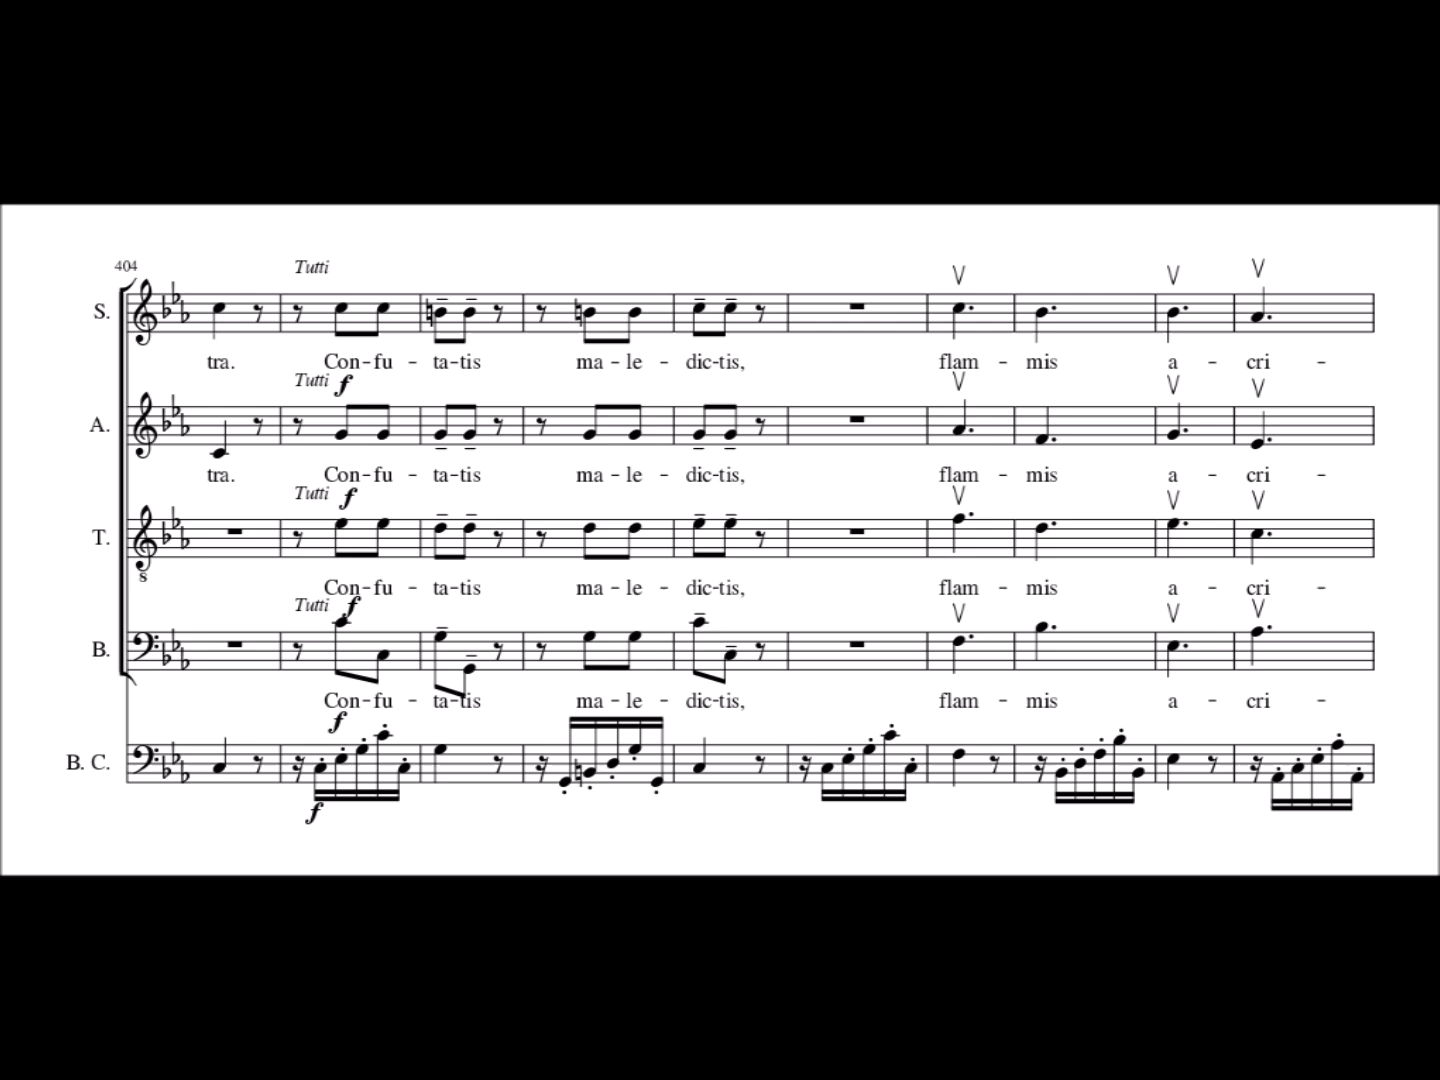 404
Tutti
S.
tra. Con-fu - ta-tis ma-le - dic-tis, flam - mis a - cri -
Tutti f
A.
tra. Con-fu - ta-tis ma-le - dic-tis, flam - mis a - cri -
Tutti f
T.
8
Con-fu - ta-tis ma-le - dic-tis, flam - mis a - cri -
Tutti f
B.
Con-fu - ta-tis ma-le - dic-tis, flam - mis a - cri -
f
B. C.
f